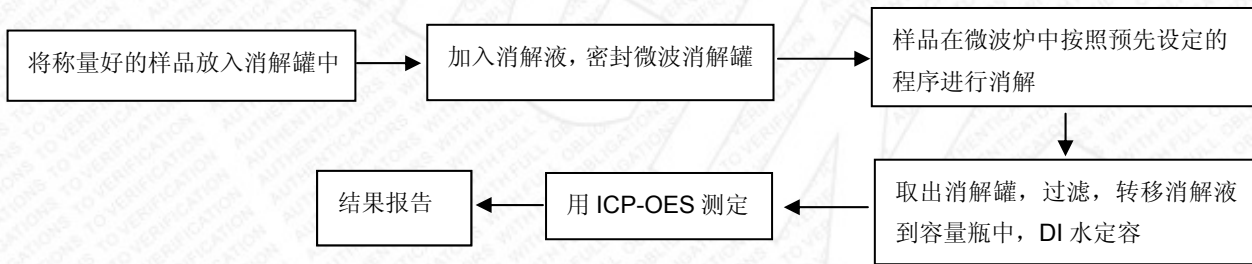 将称量好的样品放入消解罐中
加入消解液，密封微波消解罐
样品在微波炉中按照预先设定的
程序进行消解
取出消解罐，过滤，转移消解液
到容量瓶中，DI 水定容
用 ICP-OES 测定
结果报告